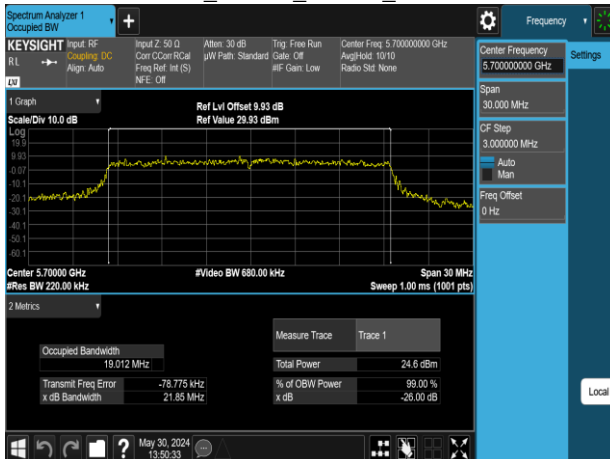 Spectrum Analyzer 1
Occupied BW
Frequency
KEYSIGHT
RL
LXI
Input: RF
Coupling: DC
Align: Auto
Input Z: 50 Ω
Corr CCorr RCal
Freq Ref: Int (S)
NFE: Off
Atten: 30 dB
µW Path: Standard
Trig: Free Run
Gate: Off
#IF Gain: Low
Center Freq: 5.700000000 GHz
Avg|Hold: 10/10
Radio Std: None
Center Frequency
5.700000000 GHz
Settings
Span
30.000 MHz
CF Step
3.000000 MHz
Auto
Man
Freq Offset
0 Hz
Local
1 Graph
Scale/Div 10.0 dB
Ref Lvl Offset 9.93 dB
Ref Value 29.93 dBm
Log
19.9
9.93
-0.07
-10.1
-20.1
-30.1
-40.1
-50.1
-60.1
Center 5.70000 GHz
#Res BW 220.00 kHz
#Video BW 680.00 kHz
Span 30 MHz
Sweep 1.00 ms (1001 pts)
2 Metrics
Occupied Bandwidth
19.012 MHz
Transmit Freq Error -78.775 kHz
x dB Bandwidth 21.85 MHz
Measure Trace Trace 1
Total Power 24.6 dBm
% of OBW Power 99.00 %
x dB -26.00 dB
May 30, 2024
13:50:33